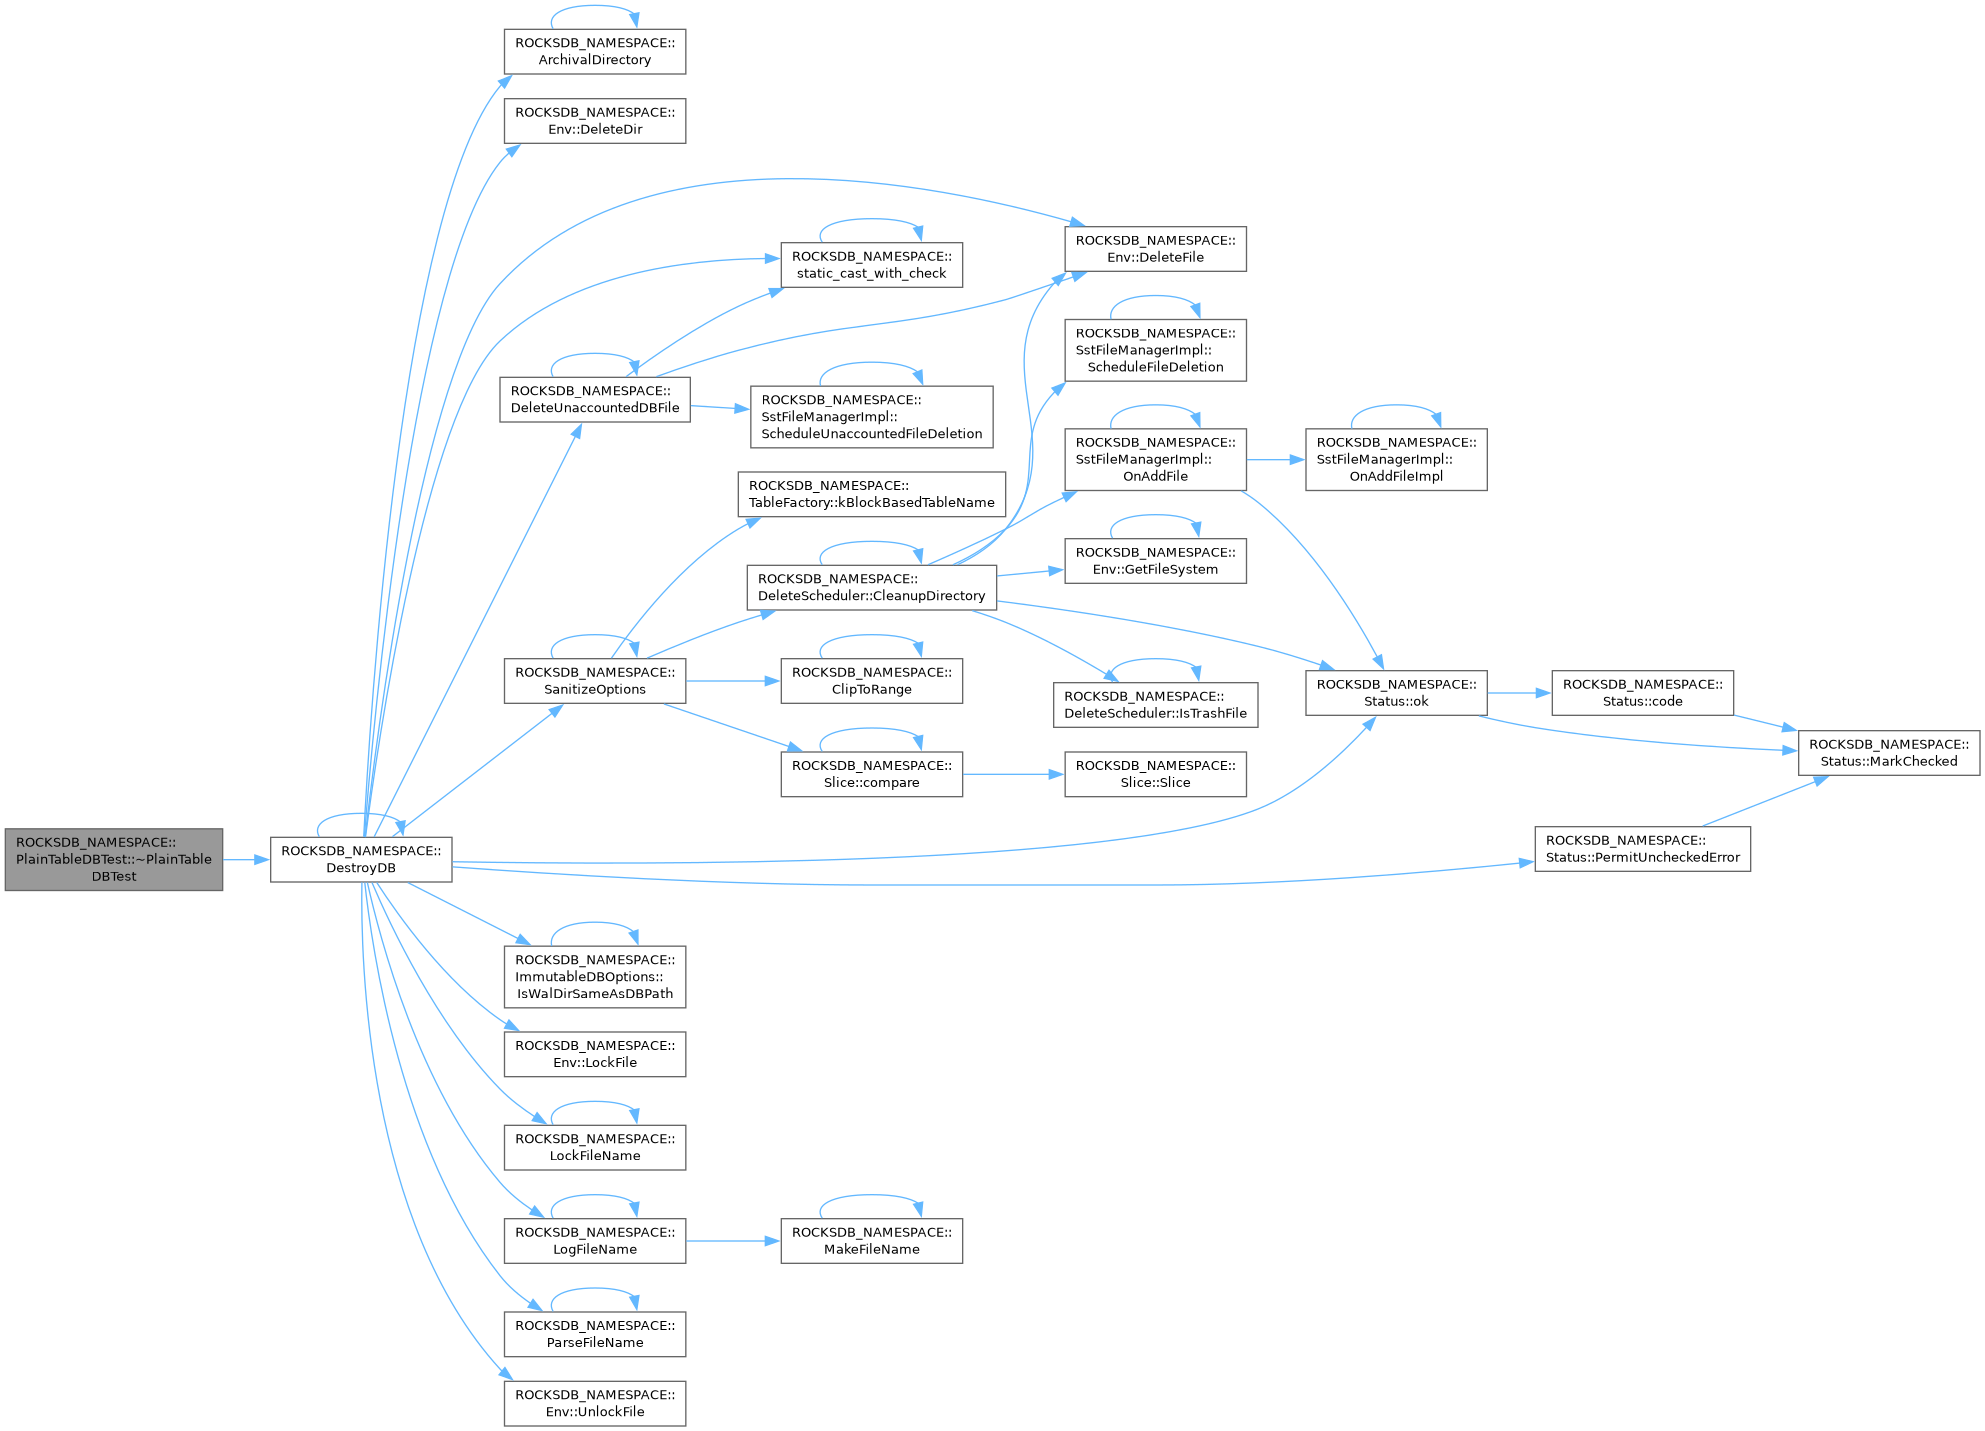 ROCKSDB_NAMESPACE::
ArchivalDirectory
ROCKSDB_NAMESPACE::
Env::DeleteDir
ROCKSDB_NAMESPACE::
Env::DeleteFile
ROCKSDB_NAMESPACE::
static_cast_with_check
ROCKSDB_NAMESPACE::
SstFileManagerImpl::
ScheduleFileDeletion
ROCKSDB_NAMESPACE::
DeleteUnaccountedDBFile
ROCKSDB_NAMESPACE::
SstFileManagerImpl::
ScheduleUnaccountedFileDeletion
ROCKSDB_NAMESPACE::
SstFileManagerImpl::
OnAddFile
ROCKSDB_NAMESPACE::
SstFileManagerImpl::
OnAddFileImpl
ROCKSDB_NAMESPACE::
TableFactory::kBlockBasedTableName
ROCKSDB_NAMESPACE::
Env::GetFileSystem
ROCKSDB_NAMESPACE::
DeleteScheduler::CleanupDirectory
ROCKSDB_NAMESPACE::
SanitizeOptions
ROCKSDB_NAMESPACE::
ClipToRange
ROCKSDB_NAMESPACE::
DeleteScheduler::IsTrashFile
ROCKSDB_NAMESPACE::
Status::ok
ROCKSDB_NAMESPACE::
Status::code
ROCKSDB_NAMESPACE::
Status::MarkChecked
ROCKSDB_NAMESPACE::
Slice::compare
ROCKSDB_NAMESPACE::
Slice::Slice
ROCKSDB_NAMESPACE::
PlainTableDBTest::~PlainTable
DBTest
ROCKSDB_NAMESPACE::
DestroyDB
ROCKSDB_NAMESPACE::
Status::PermitUncheckedError
ROCKSDB_NAMESPACE::
ImmutableDBOptions::
IsWalDirSameAsDBPath
ROCKSDB_NAMESPACE::
Env::LockFile
ROCKSDB_NAMESPACE::
LockFileName
ROCKSDB_NAMESPACE::
LogFileName
ROCKSDB_NAMESPACE::
MakeFileName
ROCKSDB_NAMESPACE::
ParseFileName
ROCKSDB_NAMESPACE::
Env::UnlockFile